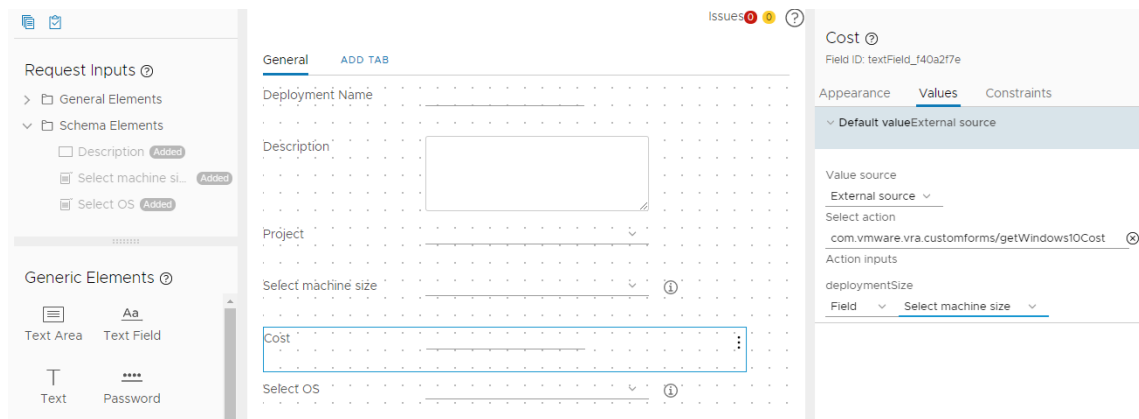 Issues 0 0
Request Inputs
General Elements
Schema Elements
Description Added
Select machine si... Added
Select OS Added
Generic Elements
Aa
Text Area Text Field
T ****
Text Password
General ADD TAB
Deployment Name
Description
Project
Select machine size
Cost
Select OS
Cost
Field ID: textField_f40a2f7e
Appearance Values Constraints
Default valueExternal source
Value source
External source
Select action
com.vmware.vra.customforms/getWindows10Cost
Action inputs
deploymentSize
Field Select machine size